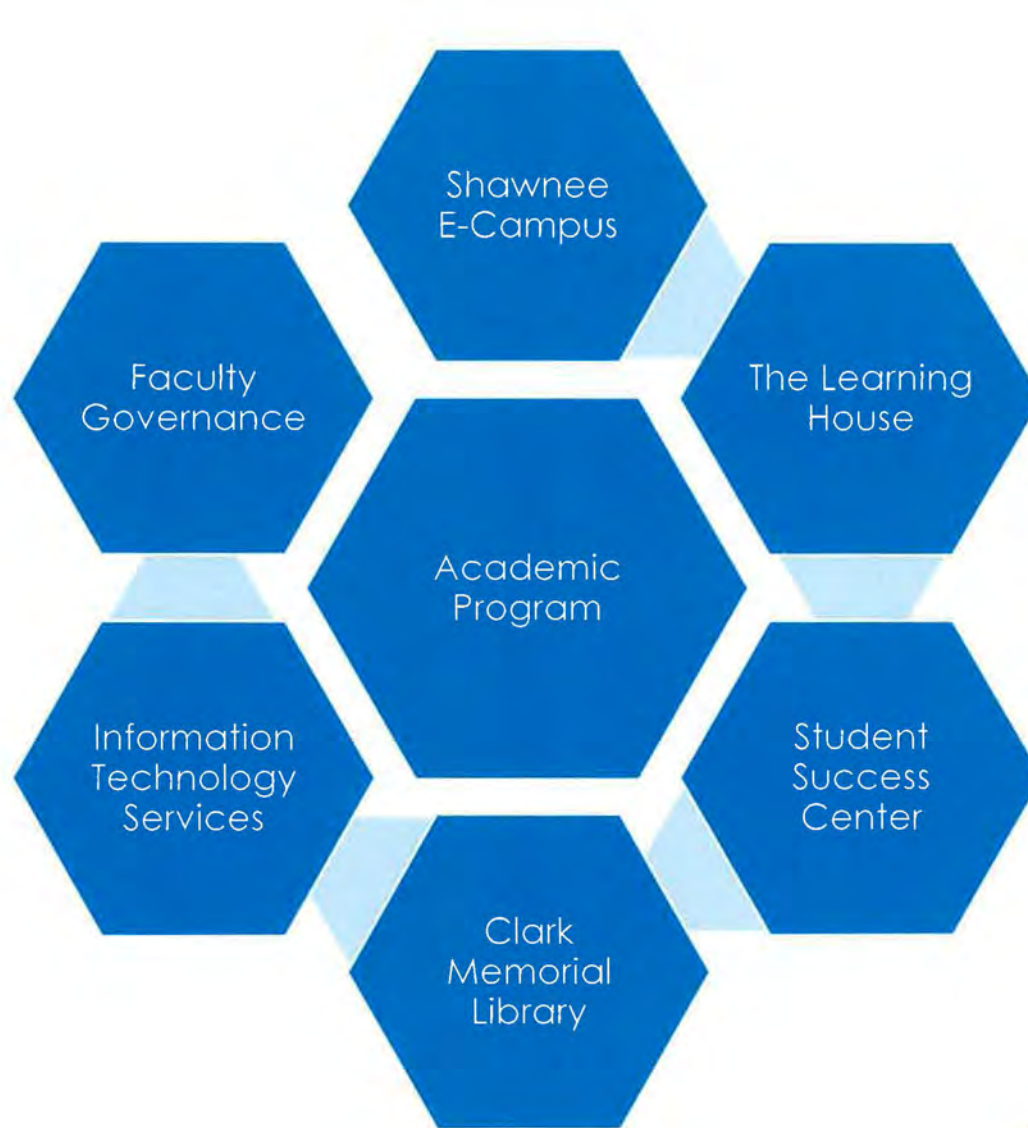 Shawnee
E-Campus
Faculty
Governance
The Learning
House
Academic
Program
Information
Technology
Services
Student
Success
Center
Clark
Memorial
Library